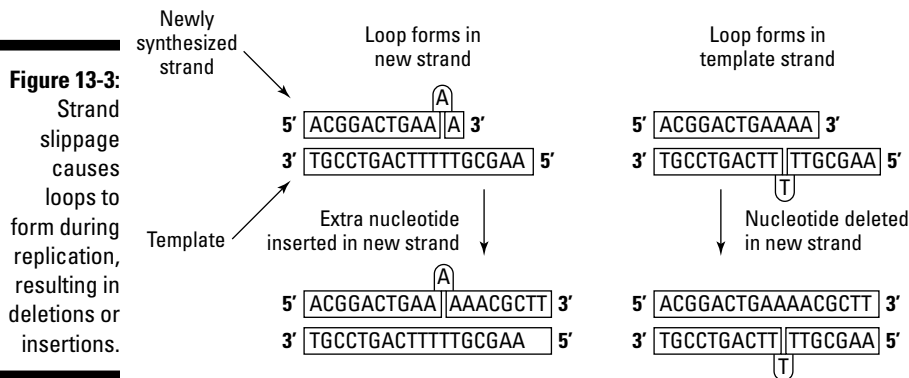 Figure 13-3:
Strand
slippage
causes
loops to
form during
replication,
resulting in
deletions or
insertions.
Newly
synthesized
strand
Template
Loop forms in
new strand
A
5′ ACGGACTGAA A 3′
3′ TGCCTGACTTTTTGCGAA 5′
Extra nucleotide
inserted in new strand
A
5′ ACGGACTGAA AAACGCTT 3′
3′ TGCCTGACTTTTTGCGAA 5′
Loop forms in
template strand
5′ ACGGACTGAAAA 3′
3′ TGCCTGACTT TTGCGAA 5′
T
Nucleotide deleted
in new strand
5′ ACGGACTGAAAACGCTT 3′
3′ TGCCTGACTT TTGCGAA 5′
T